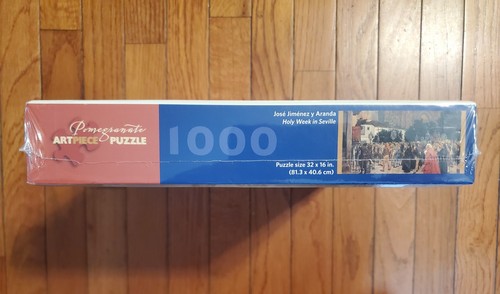 Pomegranate
ARTPIECE PUZZLE
1000
José Jiménez y Aranda
Holy Week in Seville
Puzzle size 32 x 16 in.
(81.3 x 40.6 cm)